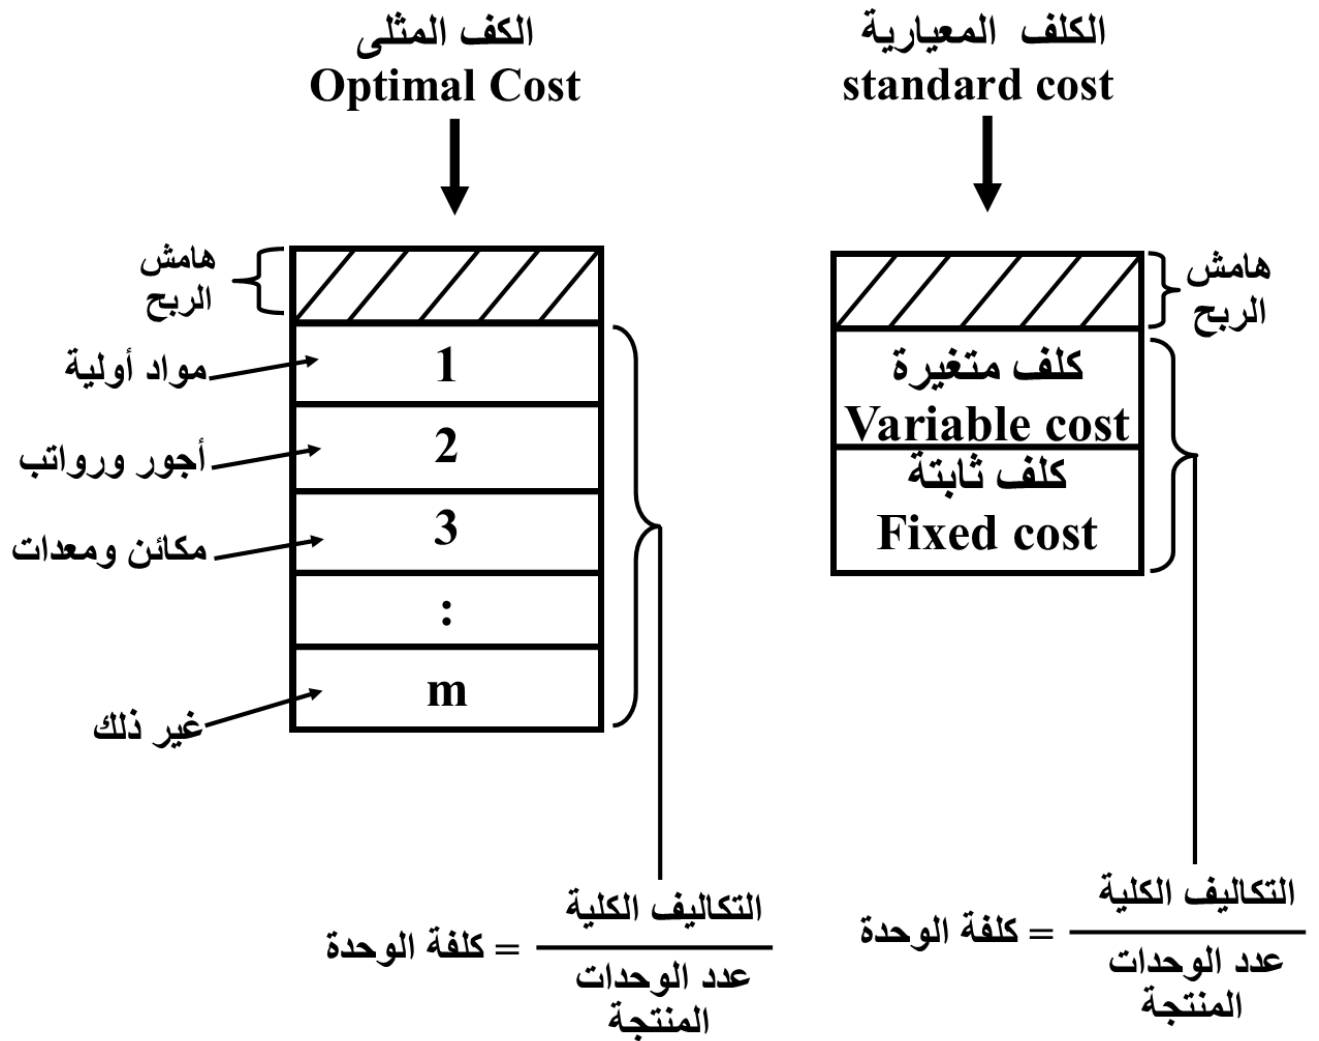 الكلف المعيارية
standard cost
هامش
الربح
كلف متغيرة
Variable cost
كلف ثابتة
Fixed cost
التكاليف الكلية
كلفة الوحدة =
عدد الوحدات
المنتجة
الكف المثلى
Optimal Cost
هامش
الربح
مواد أولية
1
أجور ورواتب
2
مكائن ومعدات
3
:
غير ذلك
m
التكاليف الكلية
كلفة الوحدة =
عدد الوحدات
المنتجة